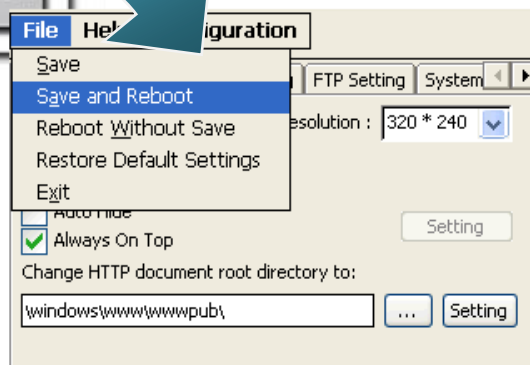 File Help
Save
Save and Reboot
Reboot Without Save
Restore Default Settings
Exit
FTP Setting System
320 * 240
Auto Hide
Always On Top
Setting
Change HTTP document root directory to:
\windows\www\wwwpub\
... Setting